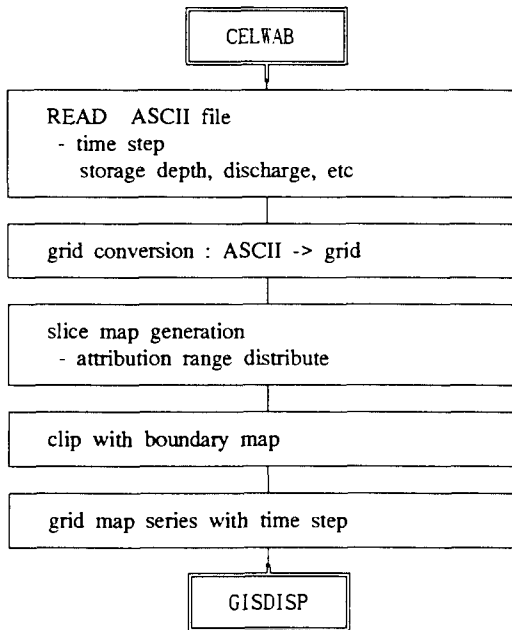 CELWAB
READ ASCII file
- time step
storage depth, discharge, etc
grid conversion : ASCII -> grid
slice map generation
- attribution range distribute
clip with boundary map
grid map series with time step
GISDISP